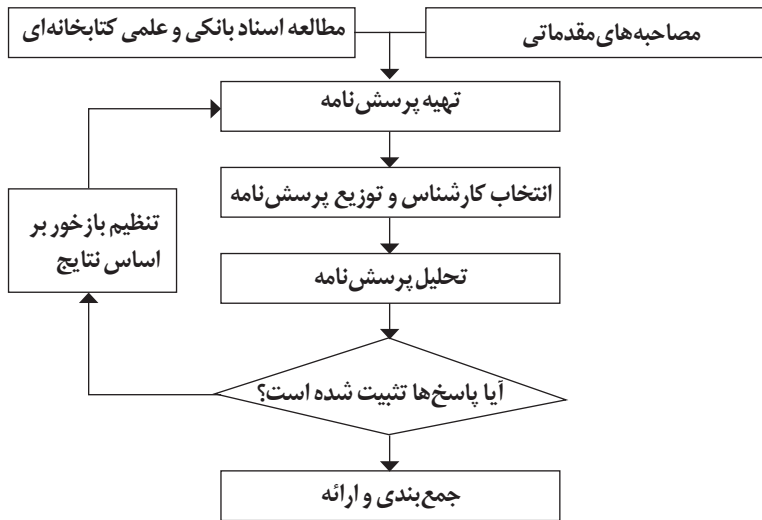 مصاحبه‌های مقدماتی
مطالعه اسناد بانکی و علمی کتابخانه‌ای
تهیه پرسش‌نامه
انتخاب کارشناس و توزیع پرسش‌نامه
تنظیم بازخور بر
اساس نتایج
تحلیل پرسش‌نامه
آیا پاسخ‌ها تثبیت شده است؟
جمع‌بندی و ارائه